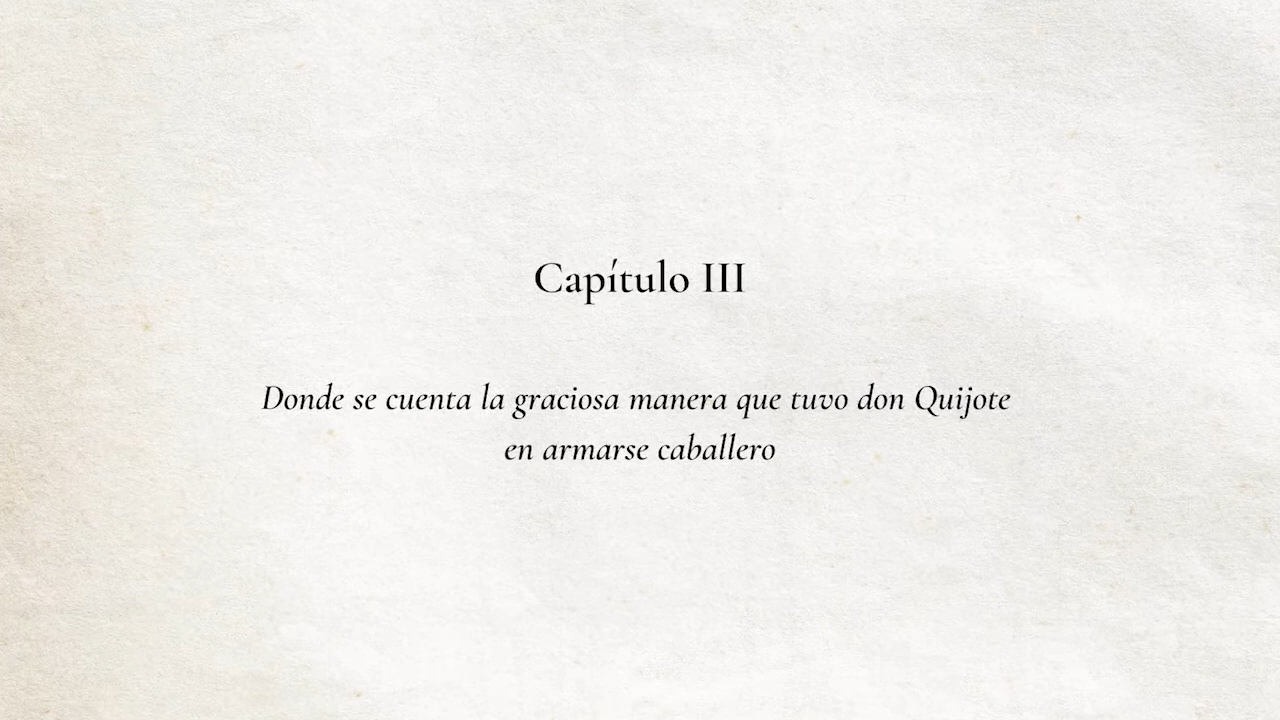 Capítulo III
Donde se cuenta la graciosa manera que tuvo don Quijote
en armarse caballero